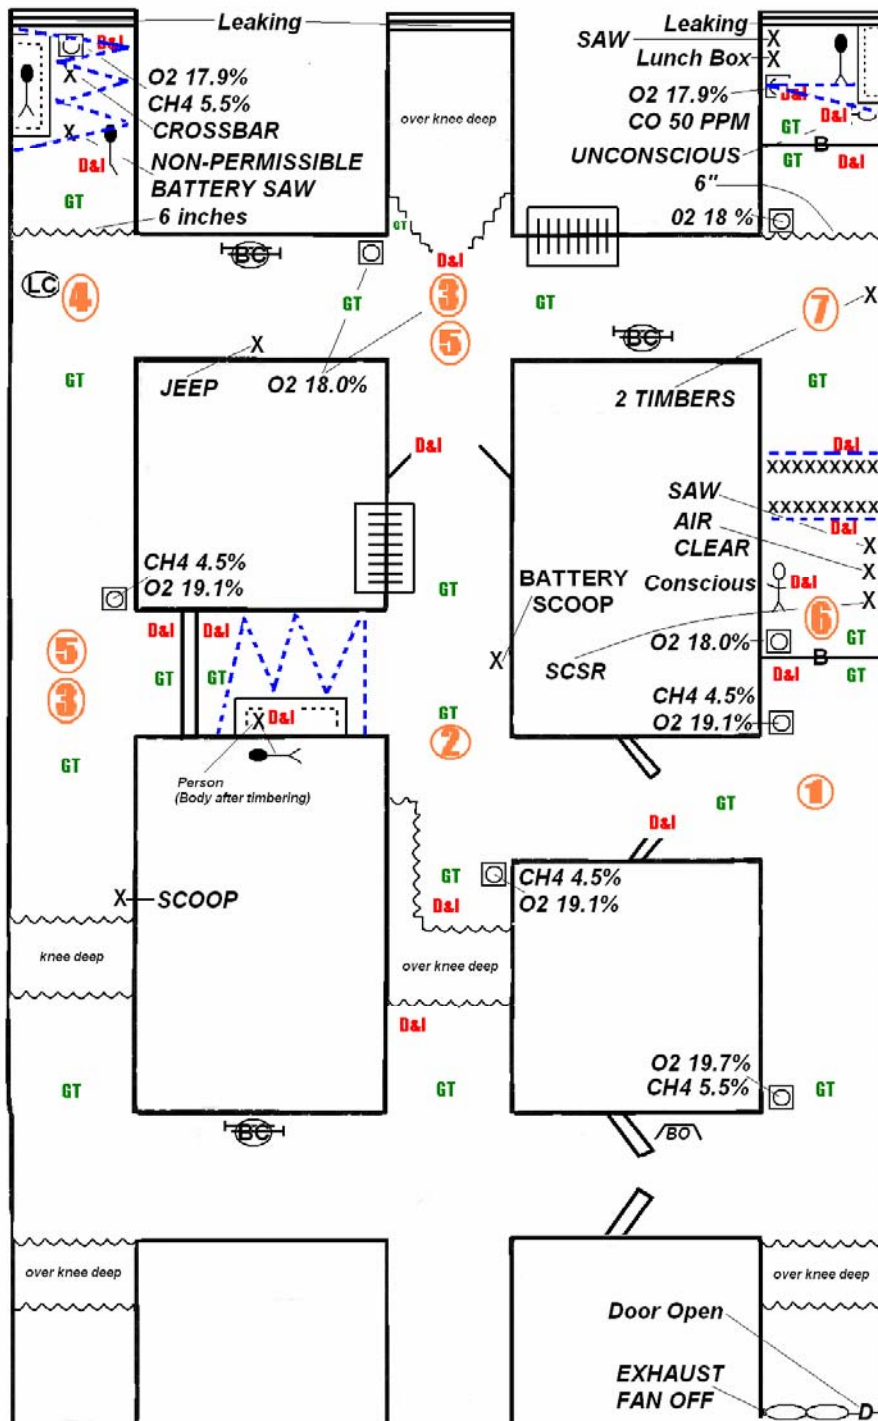 Leaking
Leaking
D&I
O2 17.9%
CH4 5.5%
CROSSBAR
NON-PERMISSIBLE
BATTERY SAW
D&I
GT
6 inches
over knee deep
GT
SAW
X
Lunch Box
X
O2 17.9%
D&I
CO 50 PPM
D&I
GT
UNCONSCIOUS
B
GT
D&I
6"
02 18 %
X
X
BC
D&I
LC
4
GT
3
GT
7
X
5
BC
GT
X
JEEP
O2 18.0%
2 TIMBERS
GT
D&I
D&I
XXXXXXXXX
SAW
XXXXXXXXX
AIR
D&I
CLEAR
X
X
CH4 4.5%
O2 19.1%
BATTERY
SCOOP
Conscious
D&I
X
GT
6
D&I
D&I
O2 18.0%
GT
5
GT
GT
X
SCSR
B
D&I
GT
3
CH4 4.5%
O2 19.1%
X
D&I
GT
2
GT
Person
(Body after timbering)
GT
1
D&I
X
SCOOP
GT
CH4 4.5%
O2 19.1%
D&I
knee deep
over knee deep
D&I
O2 19.7%
CH4 5.5%
GT
GT
GT
BC
BO
over knee deep
over knee deep
Door Open
EXHAUST
FAN OFF
D